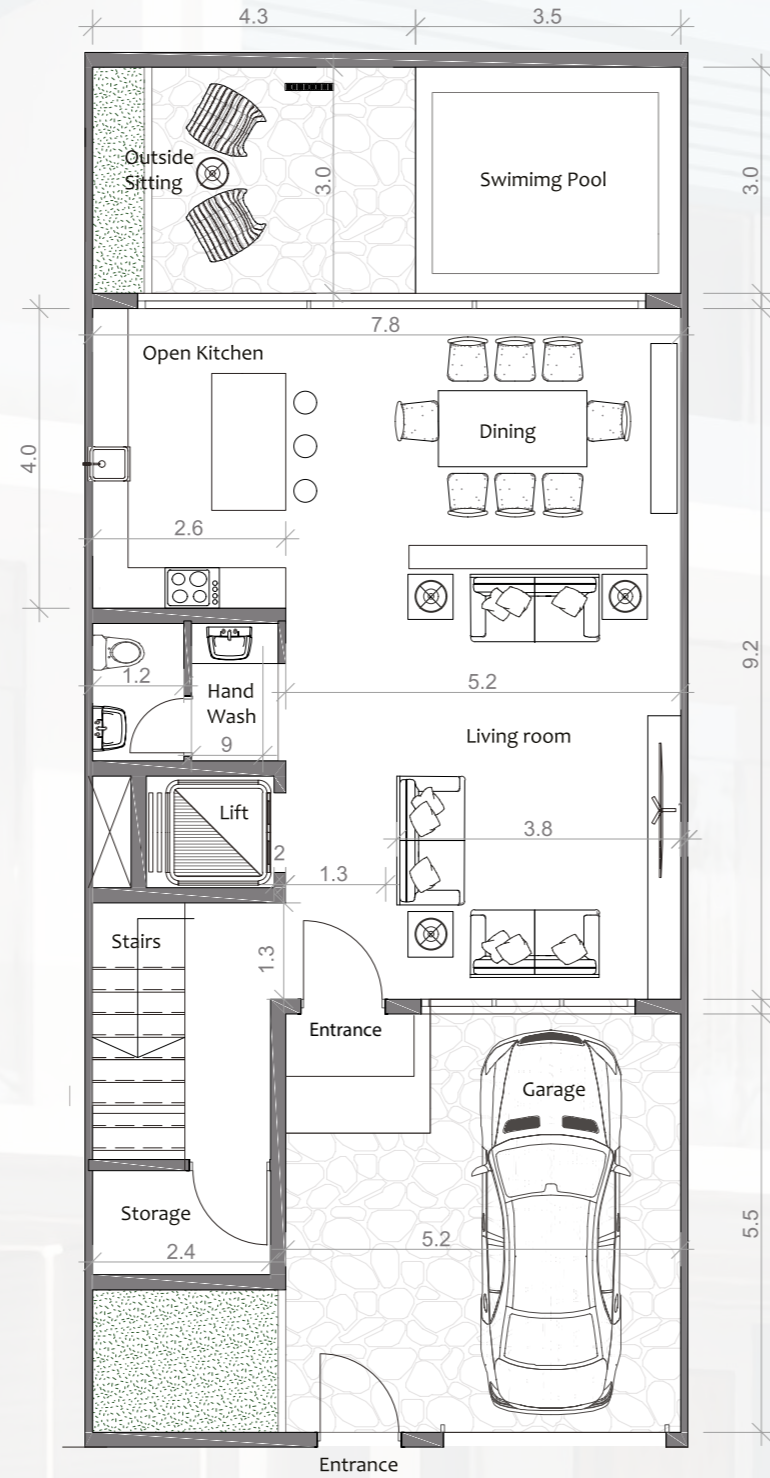 4.3
3.5
Outside
Sitting
3.0
Swimimg Pool
3.0
7.8
Open Kitchen
Dining
4.0
2.6
9.2
1.2
Hand
Wash
5.2
9
Living room
Lift
3.8
2
1.3
Stairs
1.3
Entrance
Garage
Storage
5.5
5.2
2.4
Entrance